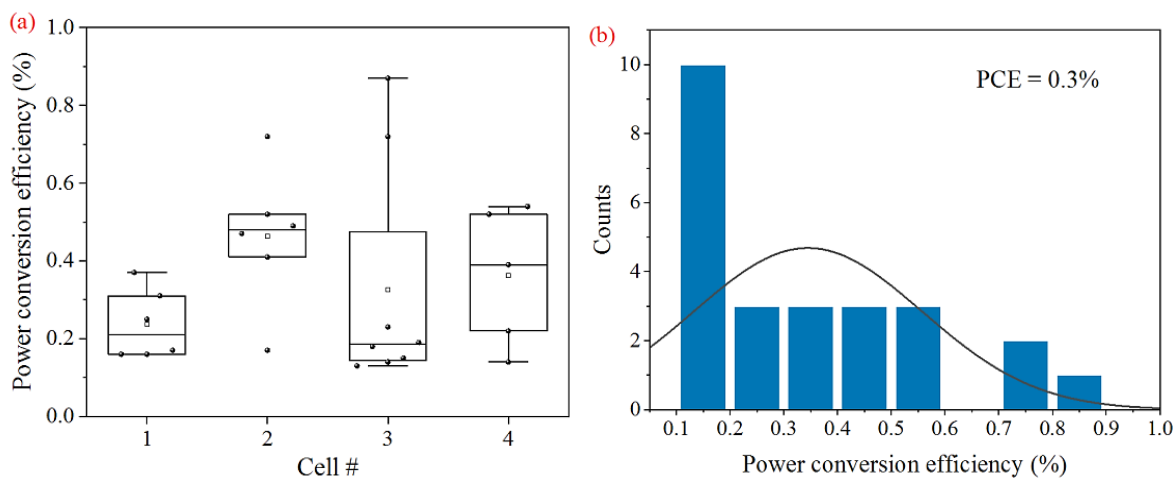 (a)
Power conversion efficiency (%)
1.0
0.8
0.6
0.4
0.2
0.0
1 2 3 4
Cell #
(b)
PCE = 0.3%
Counts
10
8
6
4
2
0
0.1 0.2 0.3 0.4 0.5 0.6 0.7 0.8 0.9 1.0
Power conversion efficiency (%)